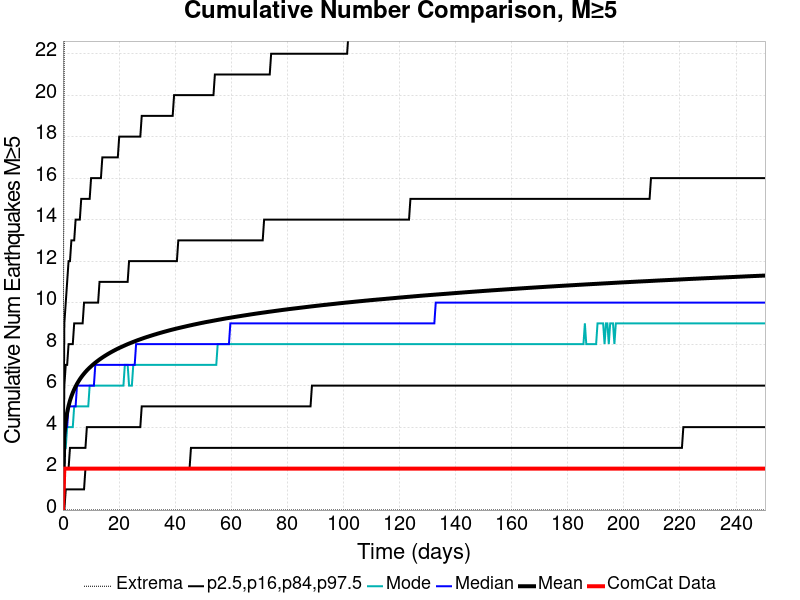 Cumulative Number Comparison, M≥5
Cumulative Num Earthquakes M≥5
22
20
18
16
14
12
10
8
6
4
2
0
0 20 40 60 80 100 120 140 160 180 200 220 240
Time (days)
Extrema p2.5,p16,p84,p97.5 Mode Median Mean ComCat Data